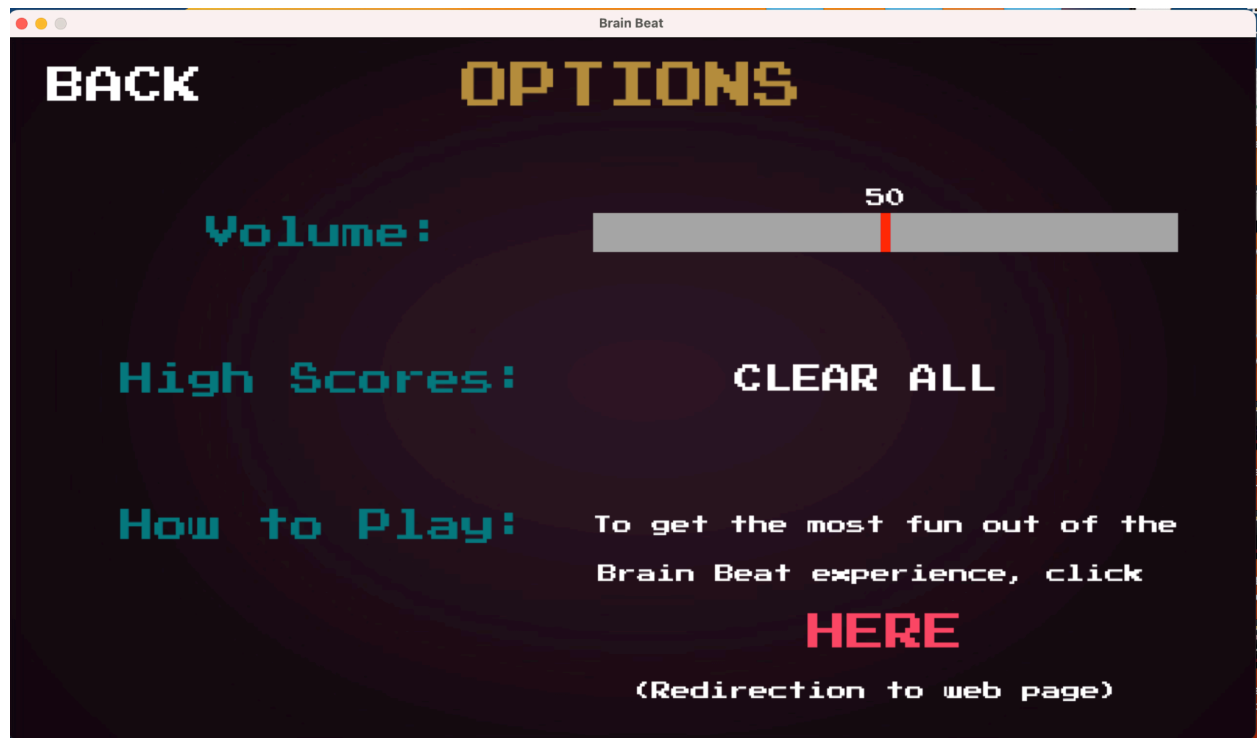 Brain Beat
BACK
OPTIONS
50
Volume:
High Scores:
CLEAR ALL
How to Play:
To get the most fun out of the
Brain Beat experience, click
HERE
(Redirection to web page)